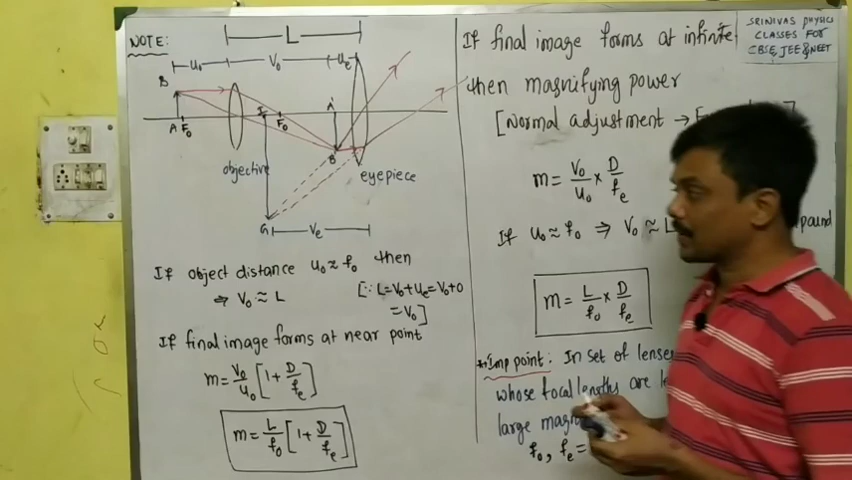 NOTE:
L
u₀ V₀ uₑ
B
A F₀ I F₀ A'
B'
objective eyepiece
G Vₑ
If object distance u₀ ≈ f₀ then
⇒ V₀ ≈ L [∵ L = V₀ + uₑ = V₀ + 0
= V₀]
If final image forms at near point
m = V₀/u₀ [1 + D/fₑ]
m = L/f₀ [1 + D/fₑ]
If final image forms at infinite
then magnifying power
[Normal adjustment →
m = V₀/u₀ × D/fₑ
If u₀ ≈ f₀ ⇒ V₀ ≈ L
m = L/f₀ × D/fₑ
Imp point: In set of lenses
whose focal lengths are
large
f₀, fₑ =
SRINIVAS PHYSICS
CLASSES FOR
CBSE, JEE & NEET